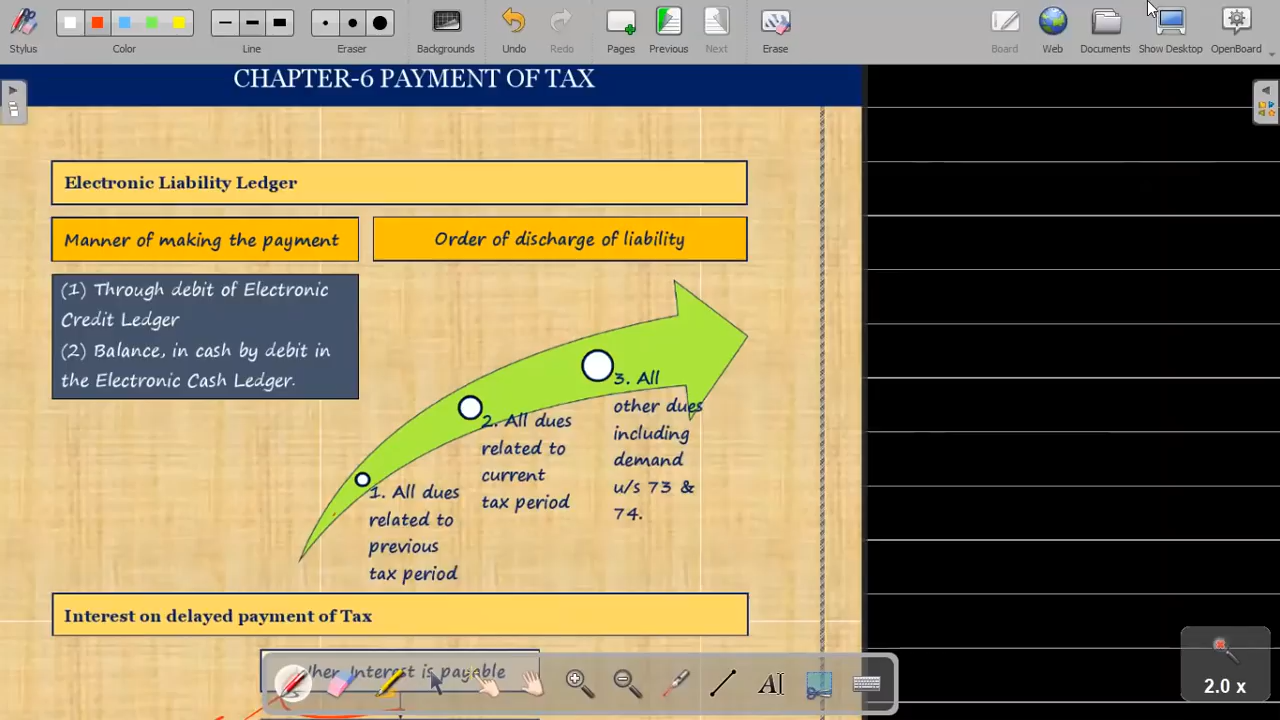 Stylus Color Line Eraser Backgrounds Undo Redo Pages Previous Next Erase Board Web Documents Show Desktop OpenBoard
CHAPTER-6 PAYMENT OF TAX
Electronic Liability Ledger
Manner of making the payment
Order of discharge of liability
(1) Through debit of Electronic
Credit Ledger
(2) Balance, in cash by debit in
the Electronic Cash Ledger.
1. All dues
related to
previous
tax period
2. All dues
related to
current
tax period
3. All
other dues
including
demand
u/s 73 &
74.
Interest on delayed payment of Tax
Interest is payable
2.0 x